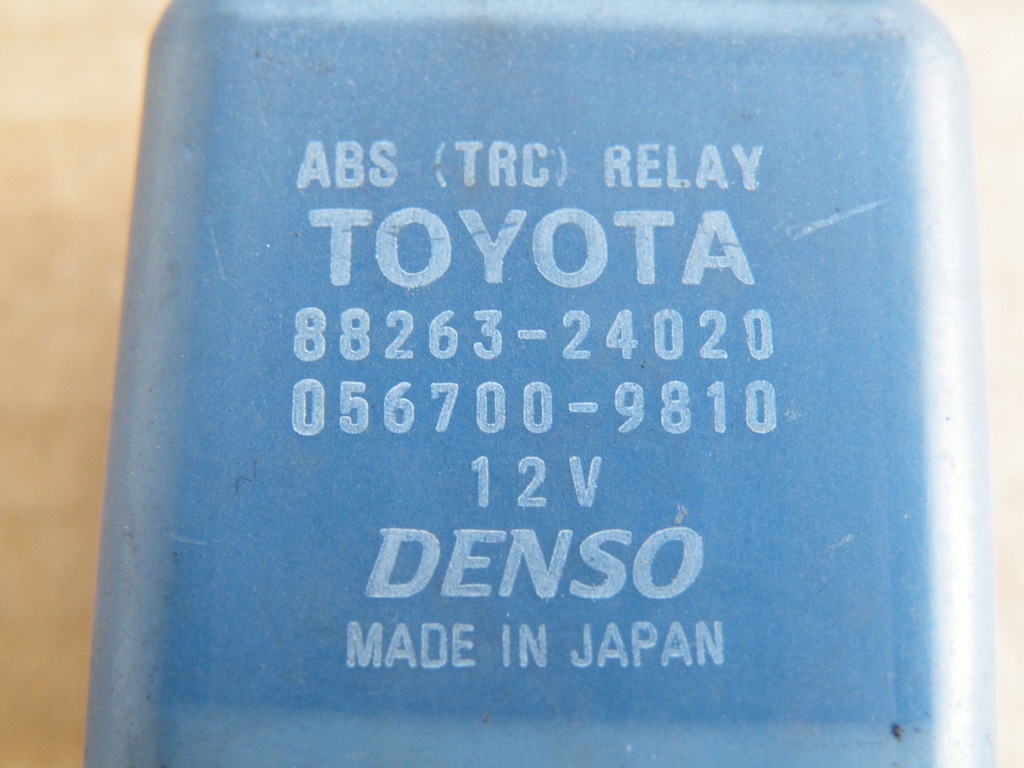 ABS (TRC) RELAY
TOYOTA
88263-24020
056700-9810
12V
DENSO
MADE IN JAPAN